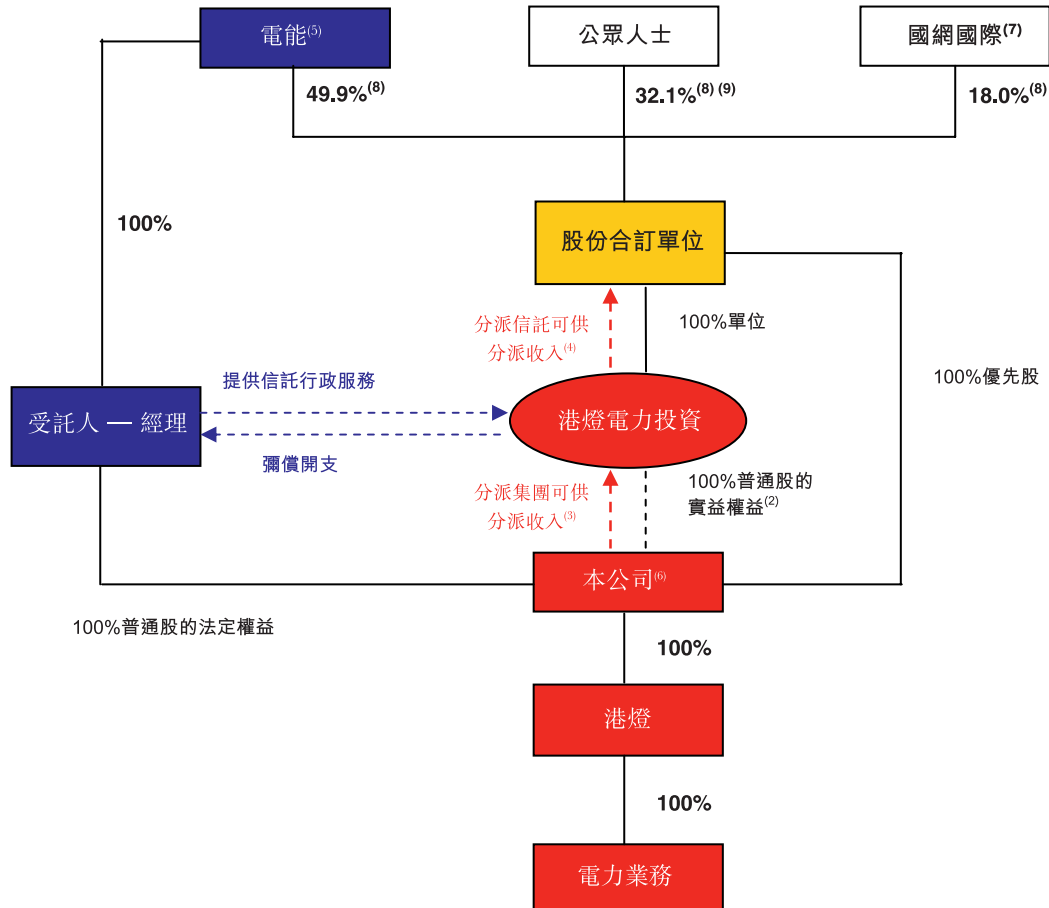 電能(5)
公眾人士
國網國際(7)
49.9%(8)
32.1%(8) (9)
18.0%(8)
100%
股份合訂單位
分派信託可供
分派收入(4)
100%單位
100%優先股
提供信託行政服務
受託人 — 經理
港燈電力投資
彌償開支
分派集團可供
分派收入(3)
100%普通股的
實益權益(2)
本公司(6)
100%普通股的法定權益
100%
港燈
100%
電力業務